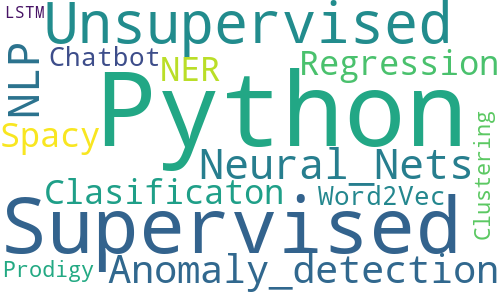 LSTM
Unsupervised
NLP
Chatbot
NER
Regression
Python
Spacy
Clustering
Neural_Nets
Clasificaton
Word2Vec
Supervised
Prodigy
Anomaly_detection